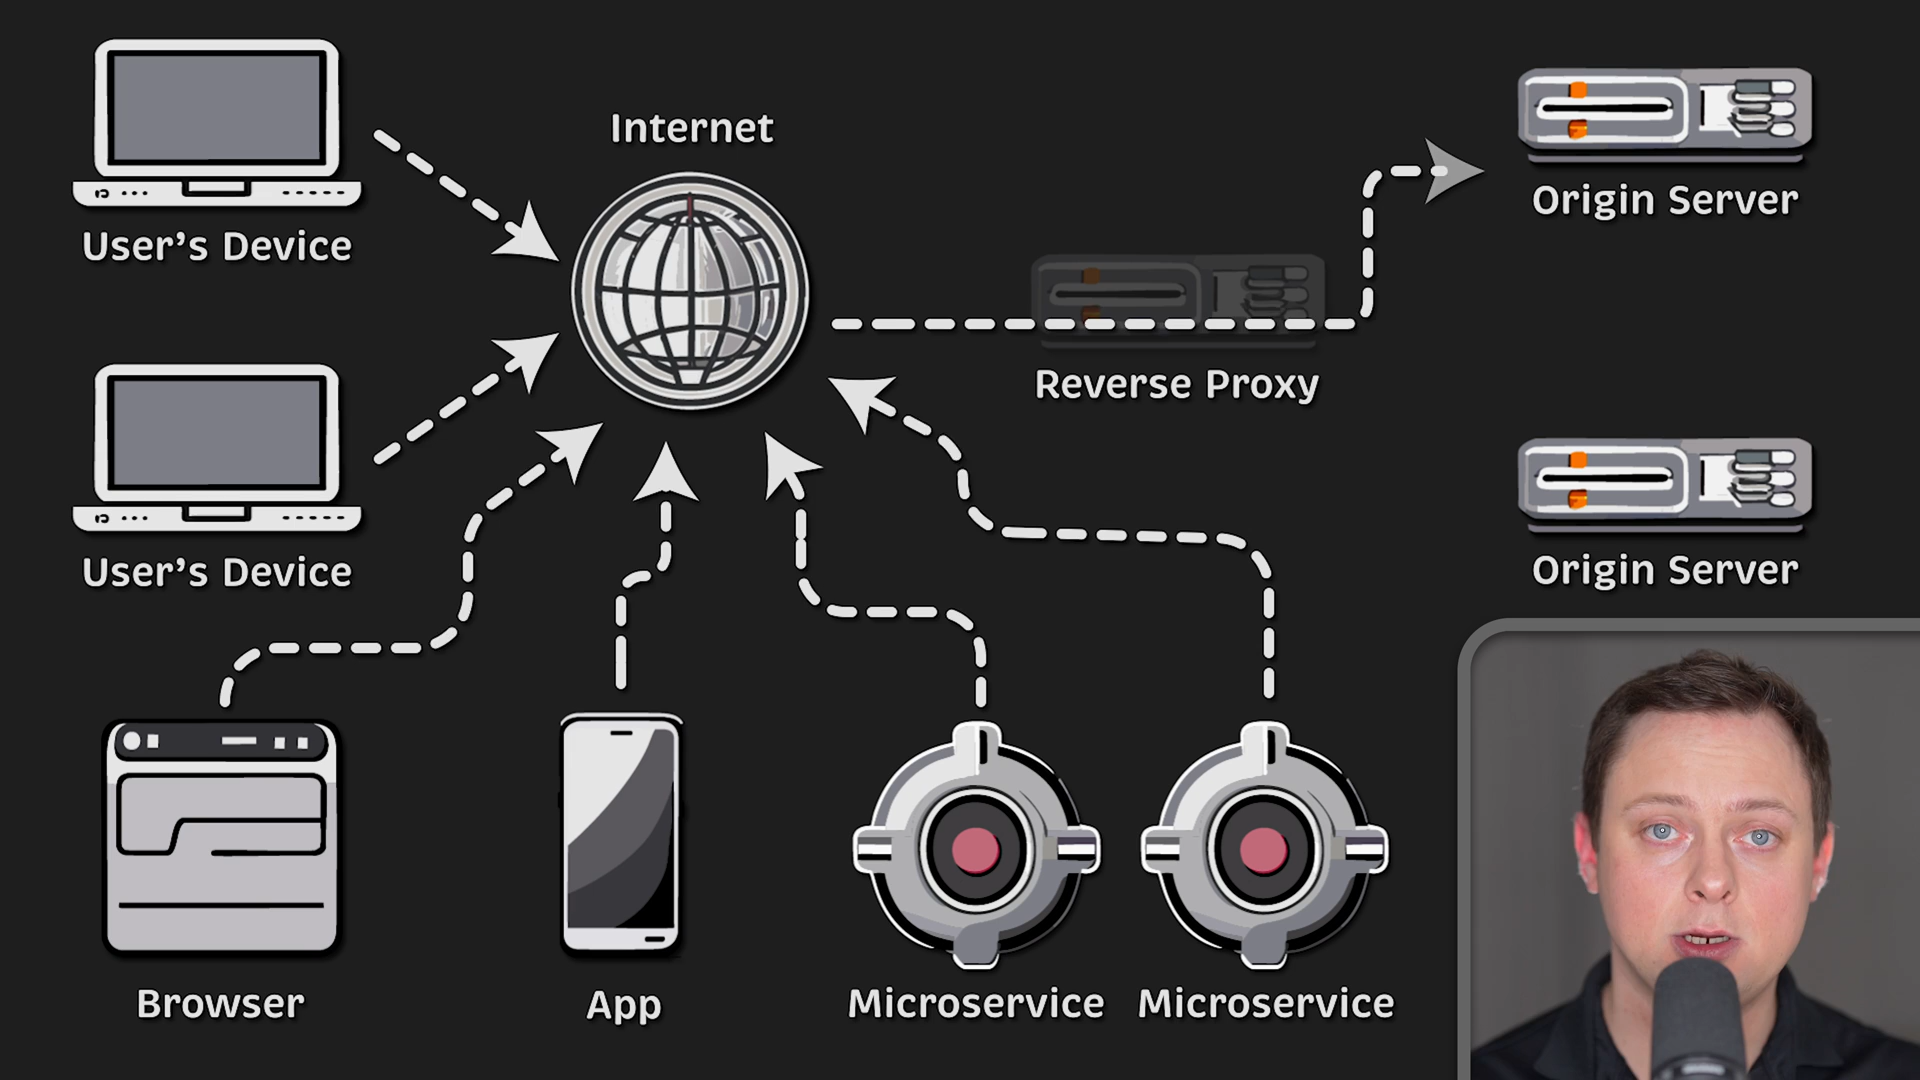 Internet
User's Device
Origin Server
Reverse Proxy
User's Device
Origin Server
Browser
App
Microservice
Microservice